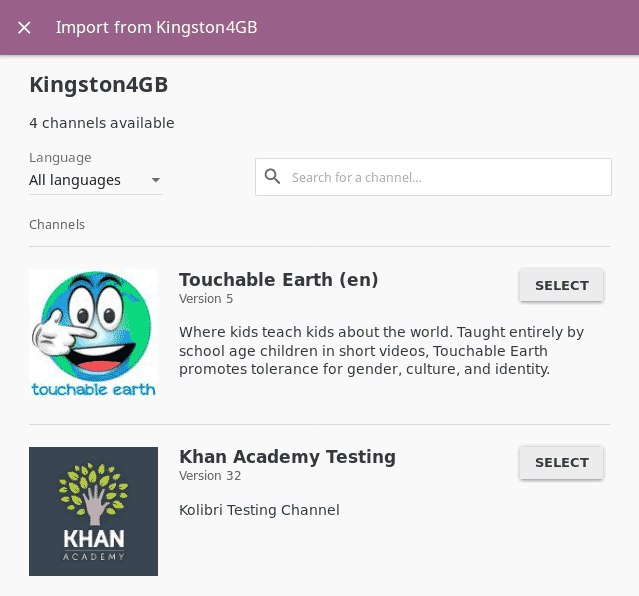 Import from Kingston4GB
Kingston4GB
4 channels available
Language
All languages
Search for a channel...
Channels
touchable earth
Touchable Earth (en)
Version 5
SELECT
Where kids teach kids about the world. Taught entirely by
school age children in short videos, Touchable Earth
promotes tolerance for gender, culture, and identity.
KHAN
ACADEMY
Khan Academy Testing
Version 32
SELECT
Kolibri Testing Channel